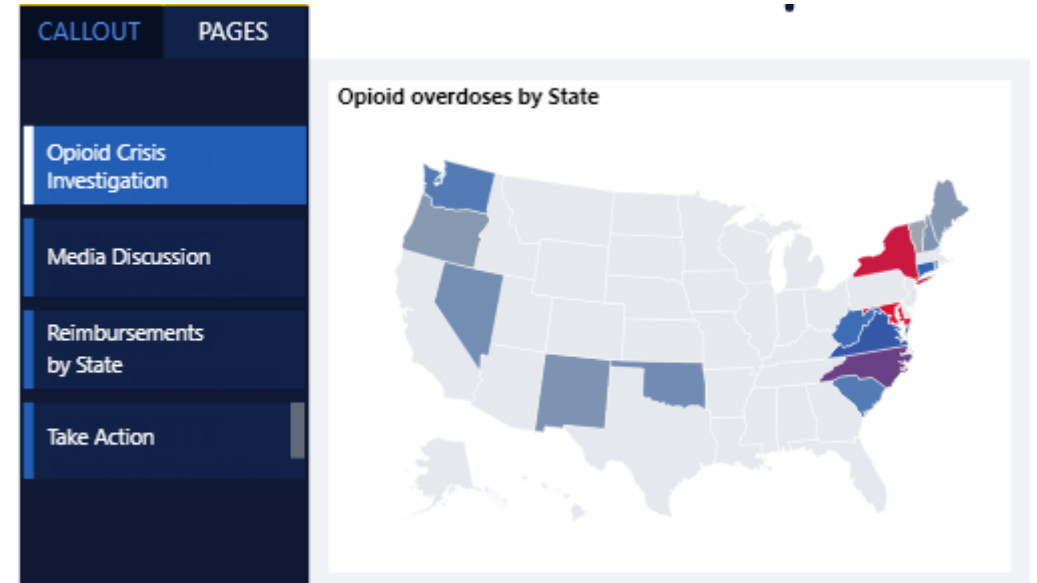 CALLOUT PAGES
Opioid overdoses by State
Opioid Crisis
Investigation
Media Discussion
Reimbursements
by State
Take Action